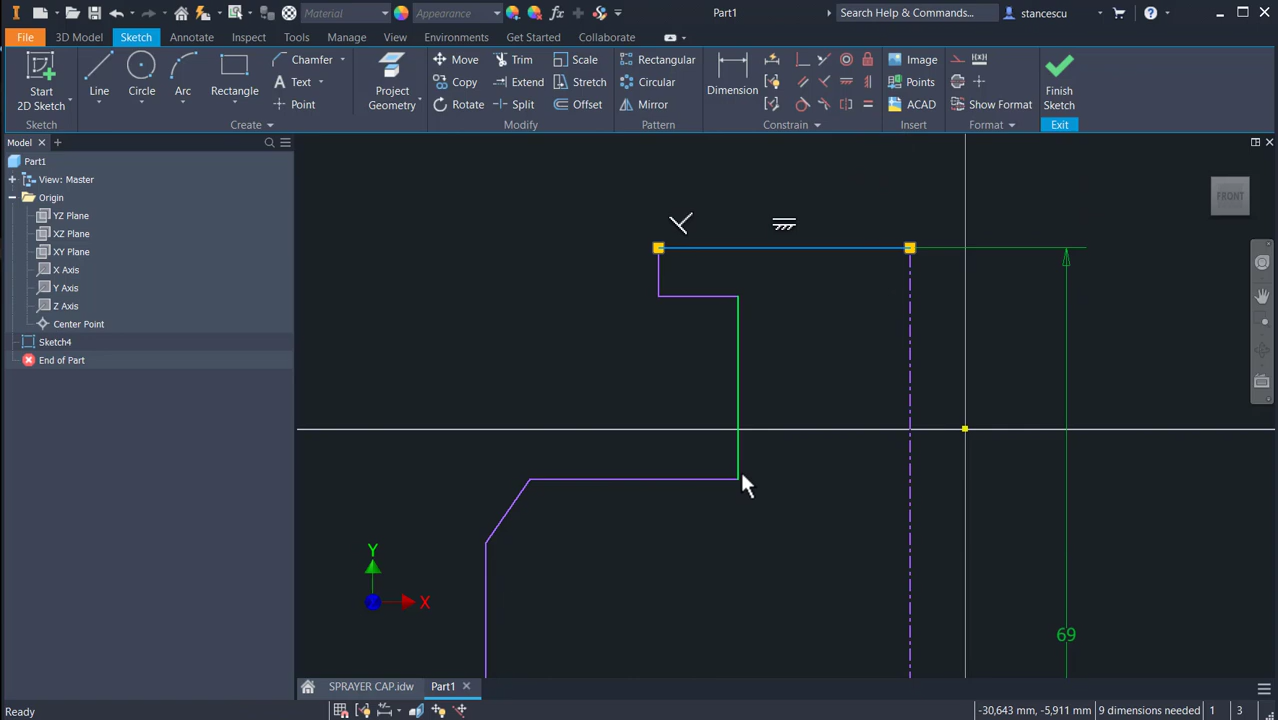 Material
Appearance
Part1
Search Help & Commands...
stancescu
File
3D Model
Sketch
Annotate
Inspect
Tools
Manage
View
Environments
Get Started
Collaborate
Start
2D Sketch
Line
Circle
Arc
Rectangle
Chamfer
Text
Point
Project
Geometry
Move
Trim
Scale
Copy
Extend
Stretch
Rotate
Split
Offset
Rectangular
Circular
Mirror
Dimension
Image
Points
ACAD
Show Format
Finish
Sketch
Sketch
Create
Modify
Pattern
Constrain
Insert
Format
Exit
Model
Part1
View: Master
Origin
YZ Plane
XZ Plane
XY Plane
X Axis
Y Axis
Z Axis
Center Point
Sketch4
End of Part
FRONT
Y
X
69
SPRAYER CAP.idw
Part1
Ready
-30,643 mm, -5,911 mm
9 dimensions needed
1
3